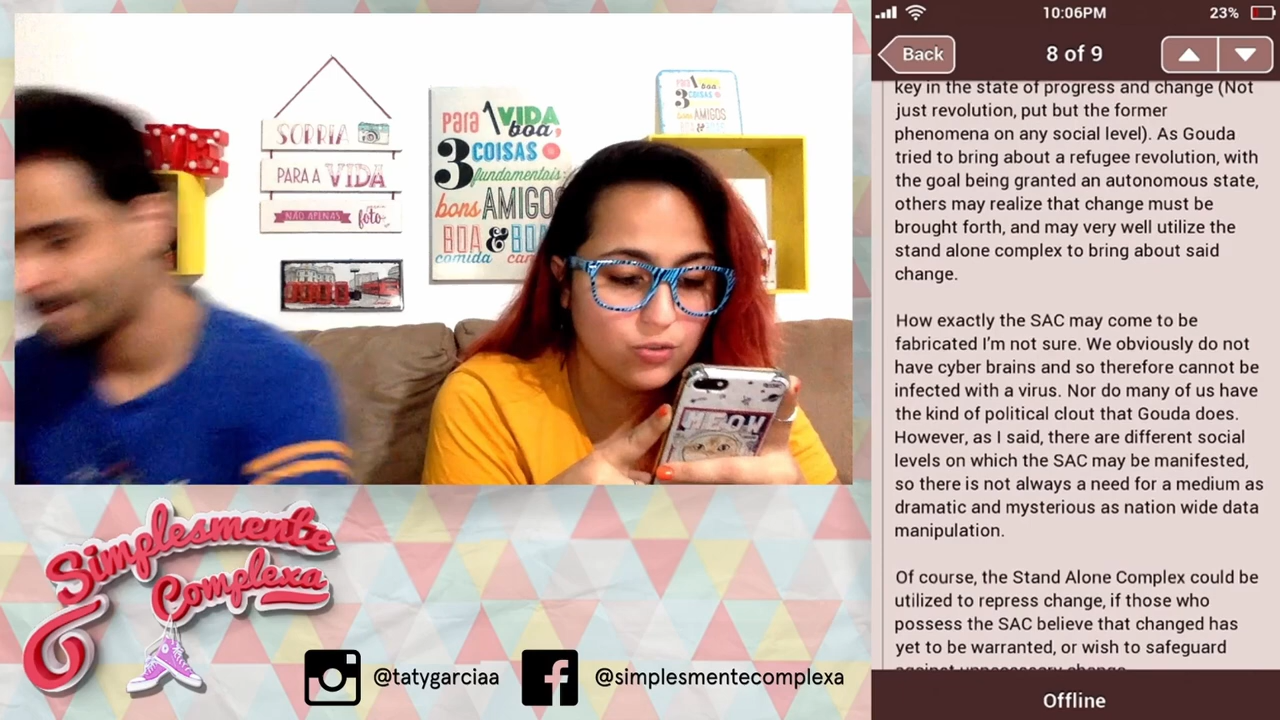 SORRIA
PARA A VIDA
NÃO APENAS foto
para 1 VIDA
boa,
3 COISAS
fundamentais:
bons AMIGOS
BOA & BOA
comida
MEOW
Simplesmente
Complexa
@tatygarciaa
@simplesmentecomplexa
10:06PM
23%
Back
8 of 9
key in the state of progress and change (Not
just revolution, put but the former
phenomena on any social level). As Gouda
tried to bring about a refugee revolution, with
the goal being granted an autonomous state,
others may realize that change must be
brought forth, and may very well utilize the
stand alone complex to bring about said
change.
How exactly the SAC may come to be
fabricated I'm not sure. We obviously do not
have cyber brains and so therefore cannot be
infected with a virus. Nor do many of us have
the kind of political clout that Gouda does.
However, as I said, there are different social
levels on which the SAC may be manifested,
so there is not always a need for a medium as
dramatic and mysterious as nation wide data
manipulation.
Of course, the Stand Alone Complex could be
utilized to repress change, if those who
possess the SAC believe that changed has
yet to be warranted, or wish to safeguard
against unnecessary change
Offline